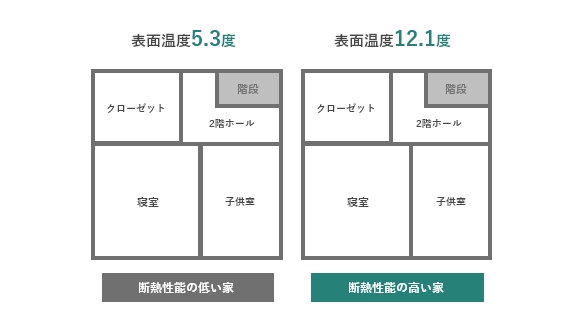 表面温度5.3度
クローゼット
階段
2階ホール
寝室
子供室
断熱性能の低い家
表面温度12.1度
クローゼット
階段
2階ホール
寝室
子供室
断熱性能の高い家